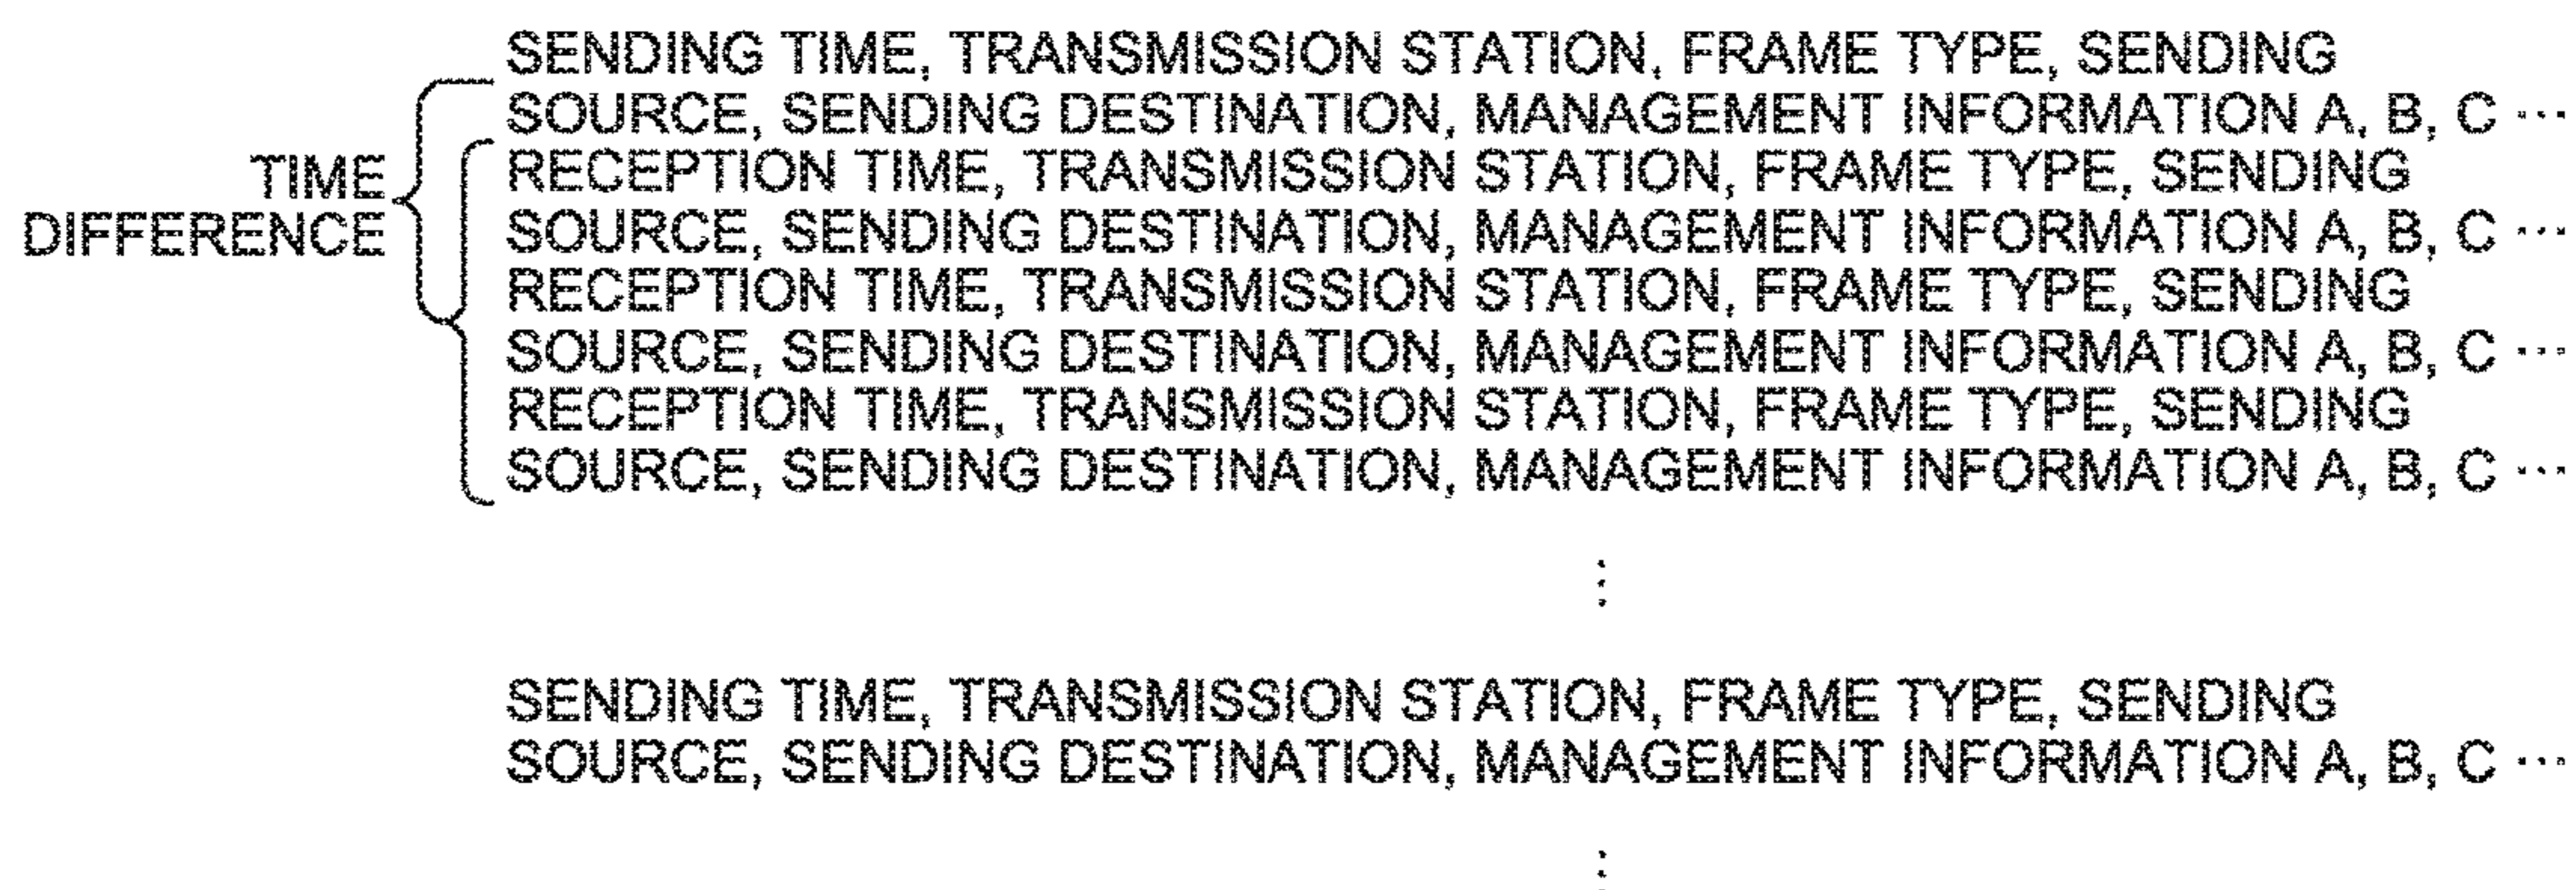 SENDING TIME, TRANSMISSION STATION, FRAME TYPE, SENDING
SOURCE, SENDING DESTINATION, MANAGEMENT INFORMATION A, B, C ···
RECEPTION TIME, TRANSMISSION STATION, FRAME TYPE, SENDING
SOURCE, SENDING DESTINATION, MANAGEMENT INFORMATION A, B, C ···
RECEPTION TIME, TRANSMISSION STATION, FRAME TYPE, SENDING
SOURCE, SENDING DESTINATION, MANAGEMENT INFORMATION A, B, C ···
RECEPTION TIME, TRANSMISSION STATION, FRAME TYPE, SENDING
SOURCE, SENDING DESTINATION, MANAGEMENT INFORMATION A, B, C ···
TIME
DIFFERENCE
⋮
SENDING TIME, TRANSMISSION STATION, FRAME TYPE, SENDING
SOURCE, SENDING DESTINATION, MANAGEMENT INFORMATION A, B, C ···
⋮